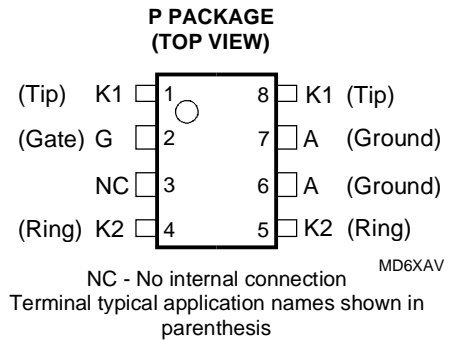 P PACKAGE
(TOP VIEW)
(Tip) K1 1 8 K1 (Tip)
(Gate) G 2 7 A (Ground)
NC 3 6 A (Ground)
(Ring) K2 4 5 K2 (Ring)
MD6XAV
NC - No internal connection
Terminal typical application names shown in
parenthesis